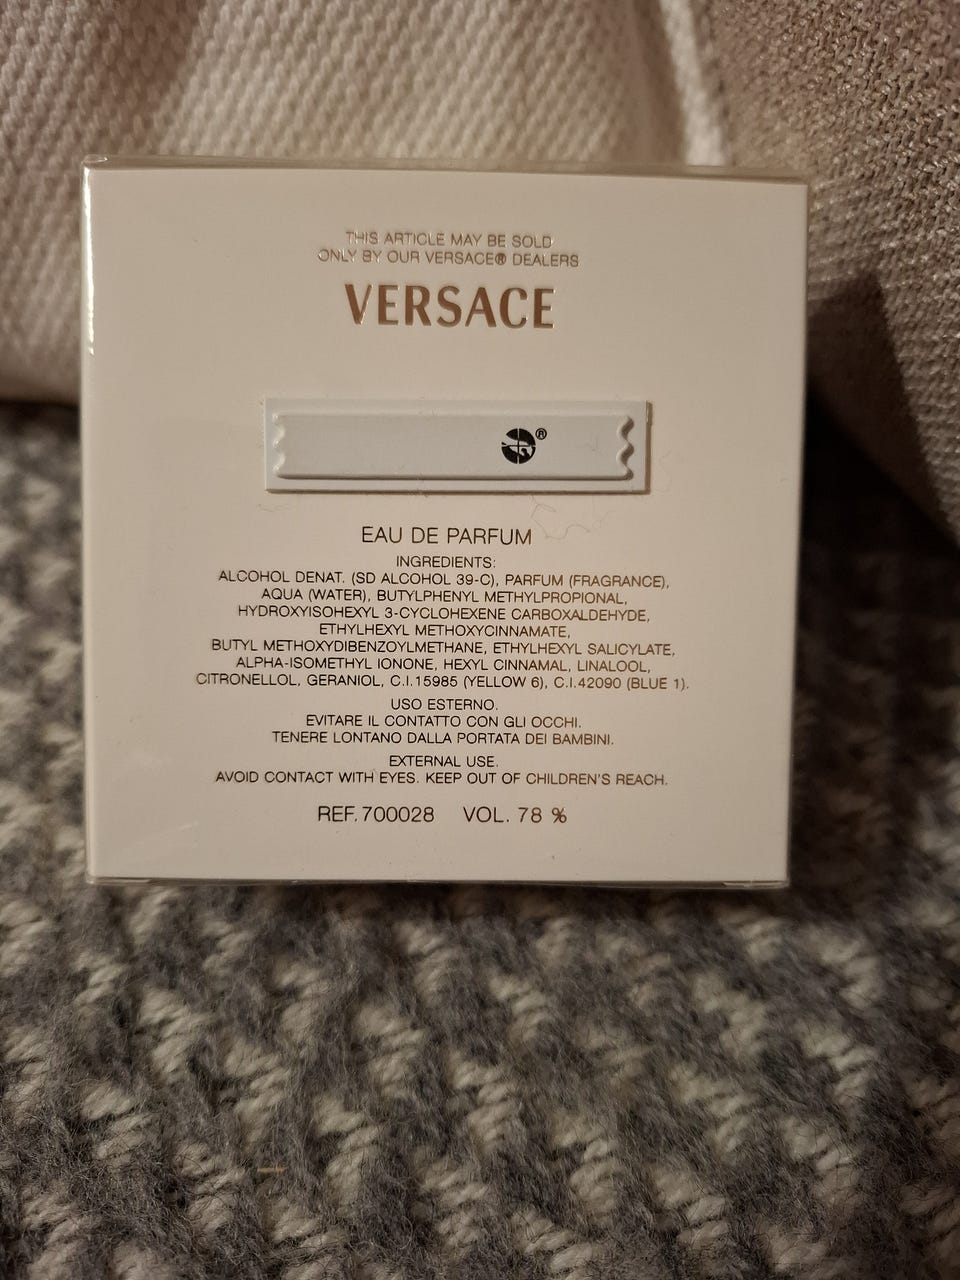 THIS ARTICLE MAY BE SOLD
ONLY BY OUR VERSACE® DEALERS
VERSACE
®
EAU DE PARFUM
INGREDIENTS:
ALCOHOL DENAT. (SD ALCOHOL 39-C), PARFUM (FRAGRANCE),
AQUA (WATER), BUTYLPHENYL METHYLPROPIONAL,
HYDROXYISOHEXYL 3-CYCLOHEXENE CARBOXALDEHYDE,
ETHYLHEXYL METHOXYCINNAMATE,
BUTYL METHOXYDIBENZOYLMETHANE, ETHYLHEXYL SALICYLATE,
ALPHA-ISOMETHYL IONONE, HEXYL CINNAMAL, LINALOOL,
CITRONELLOL, GERANIOL, C.I.15985 (YELLOW 6), C.I.42090 (BLUE 1).
USO ESTERNO.
EVITARE IL CONTATTO CON GLI OCCHI.
TENERE LONTANO DALLA PORTATA DEI BAMBINI.
EXTERNAL USE.
AVOID CONTACT WITH EYES. KEEP OUT OF CHILDREN'S REACH.
REF. 700028 VOL. 78 %